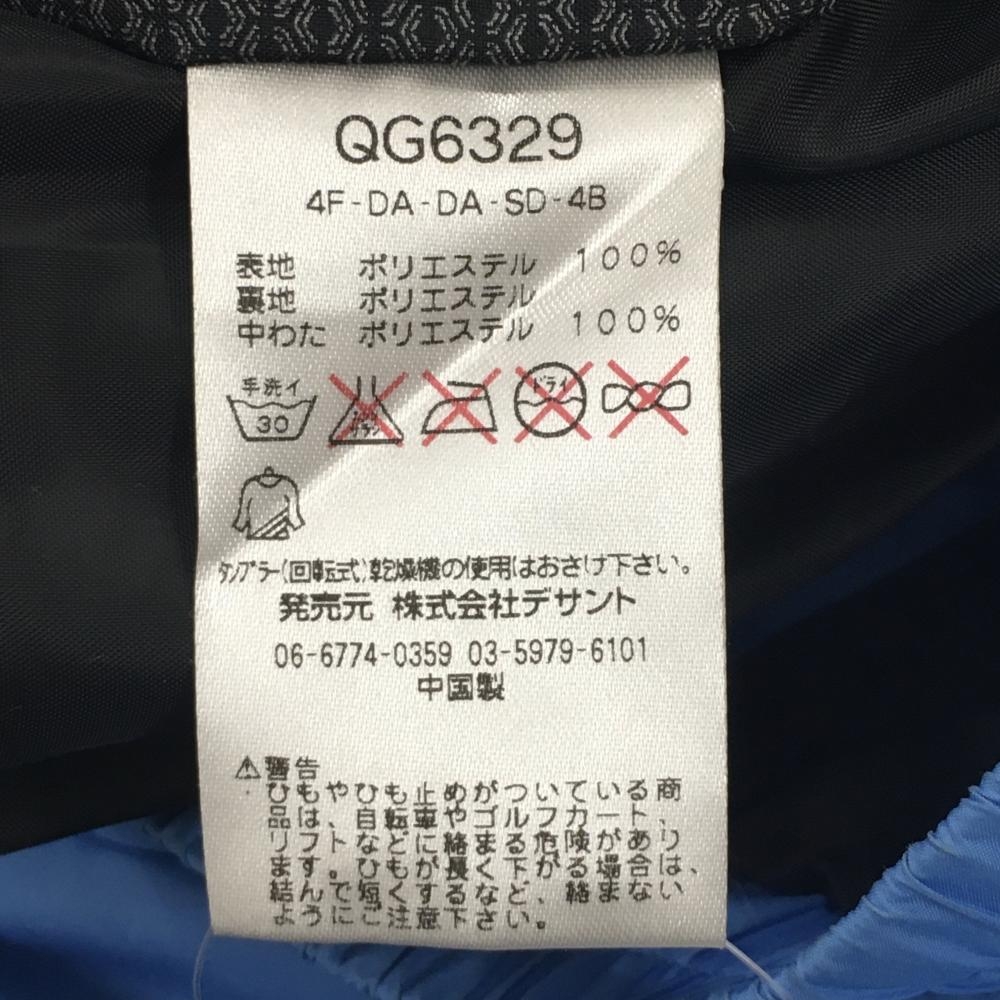 QG6329
4F-DA-DA-SD-4B
表地 ポリエステル 100%
裏地 ポリエステル
中わた ポリエステル 100%
手洗イ ドライ
30
タンブラー(回転式)乾燥機の使用はおさけ下さい。
発売元 株式会社デサント
06-6774-0359 03-5979-6101
中国製
⚠警告
ひもやひも止めがついている商
品は、自転車やゴルフカート、
リフトなどに絡まる危険があり
ます。ひもが長く下がる場合は、
結んで短くするなど、絡まない
ようにご注意下さい。